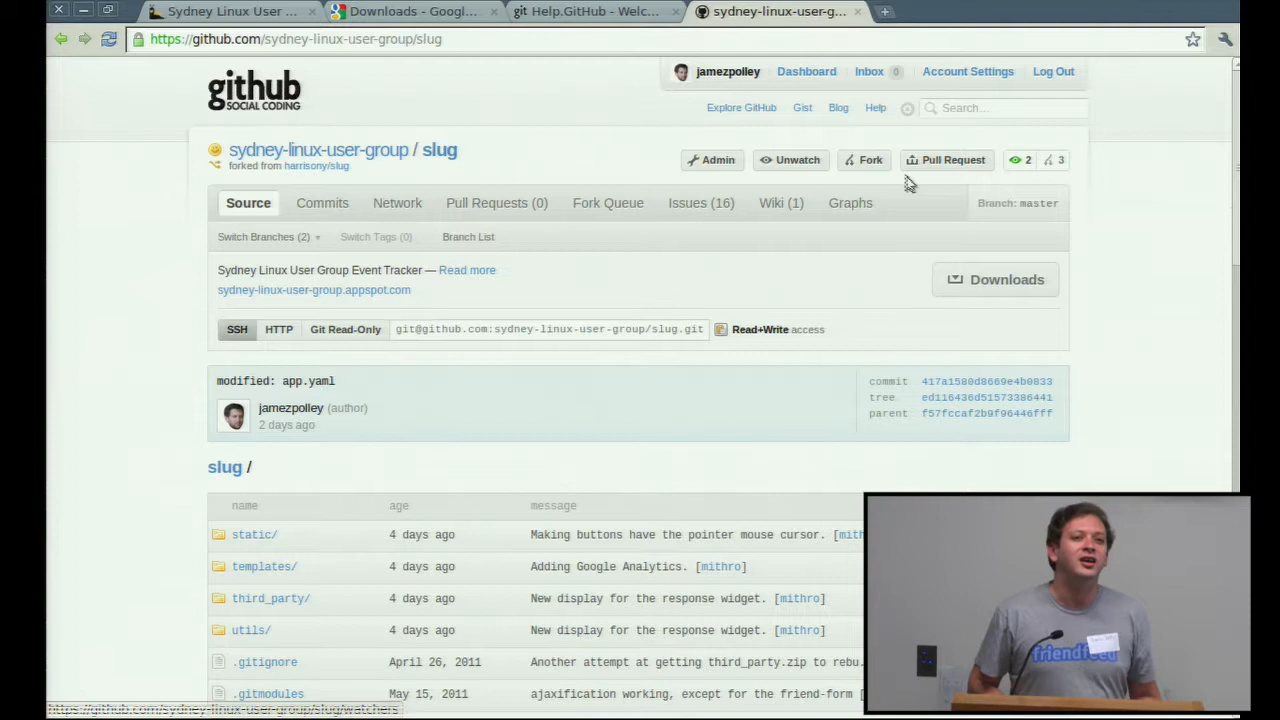 Sydney Linux User ...
Downloads - Googl...
git Help.GitHub - Welc...
sydney-linux-user-g...
https://github.com/sydney-linux-user-group/slug
github
SOCIAL CODING
jamezpolley Dashboard Inbox 0 Account Settings Log Out
Explore GitHub Gist Blog Help Search...
sydney-linux-user-group / slug
forked from harrisony/slug
Admin Unwatch Fork Pull Request 2 3
Source Commits Network Pull Requests (0) Fork Queue Issues (16) Wiki (1) Graphs Branch: master
Switch Branches (2) Switch Tags (0) Branch List
Sydney Linux User Group Event Tracker — Read more
sydney-linux-user-group.appspot.com
Downloads
SSH HTTP Git Read-Only git@github.com:sydney-linux-user-group/slug.git Read+Write access
modified: app.yaml
jamezpolley (author)
2 days ago
commit 417a1580d8669e4b0833
tree ed116436d51573386441
parent f57fccaf2b9f96446fff
slug /
name age message
static/ 4 days ago Making buttons have the pointer mouse cursor. [mith
templates/ 4 days ago Adding Google Analytics. [mithro]
third_party/ 4 days ago New display for the response widget. [mithro]
utils/ 4 days ago New display for the response widget. [mithro]
.gitignore April 26, 2011 Another attempt at getting third_party.zip to rebu.
.gitmodules May 15, 2011 ajaxification working, except for the friend-form [
https://github.com/sydney-linux-user-group/slug/watchers
friendfeed